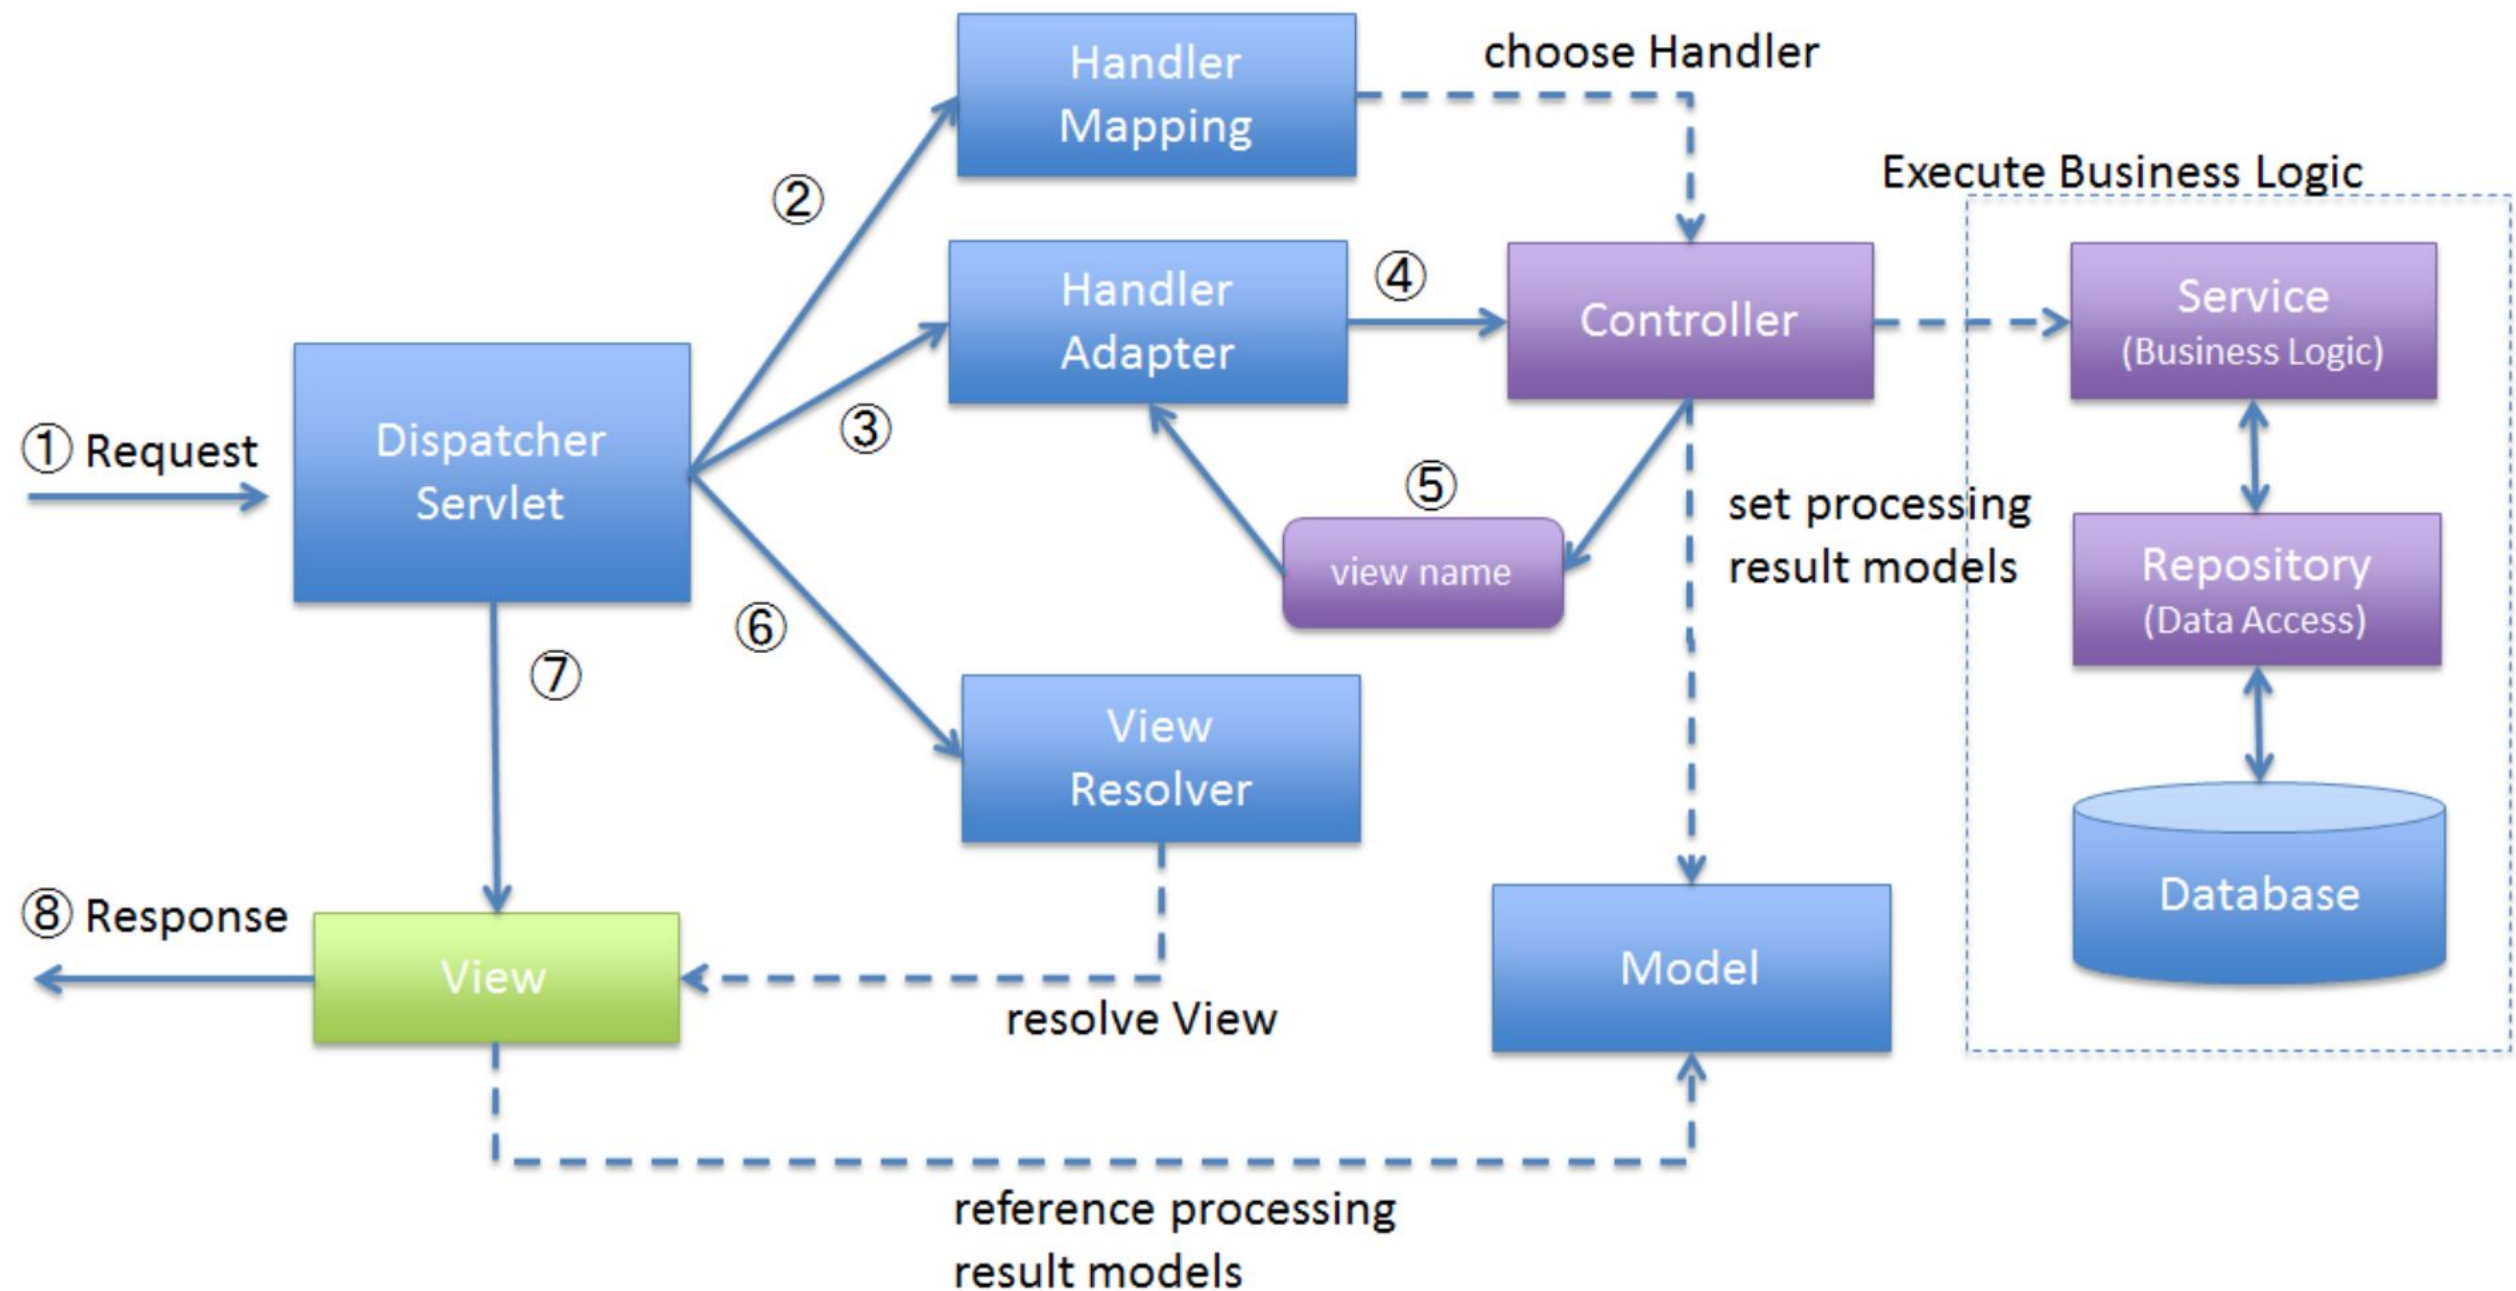 Handler
Mapping
choose Handler
Execute Business Logic
②
Handler
Adapter
④
Controller
Service
(Business Logic)
① Request
Dispatcher
Servlet
③
⑤
view name
set processing
result models
Repository
(Data Access)
⑥
⑦
View
Resolver
Database
⑧ Response
View
resolve View
Model
reference processing
result models